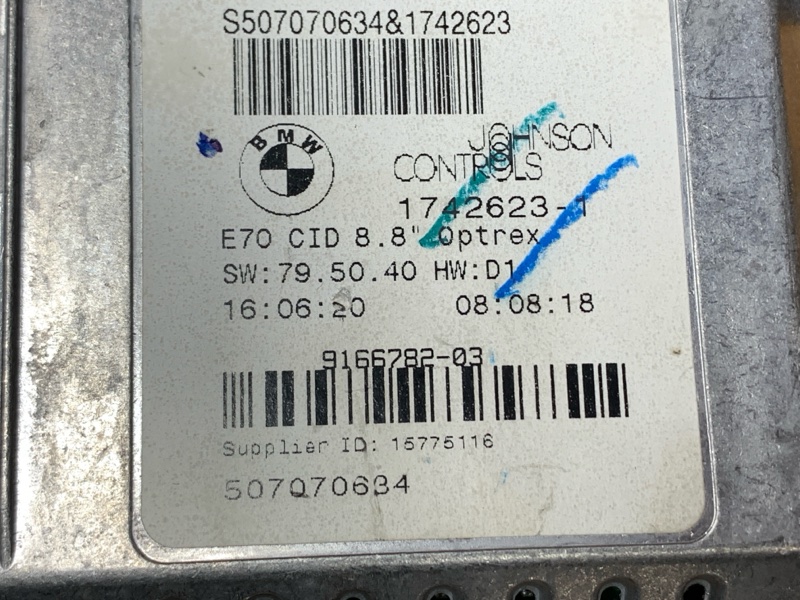 S507070634&1742623
BMW
JOHNSON
CONTROLS
1742623-1
E70 CID 8.8" Optrex
SW:79.50.40 HW:D1
16:06:20 08:08:18
9166782-03
Supplier ID: 15775116
507070634